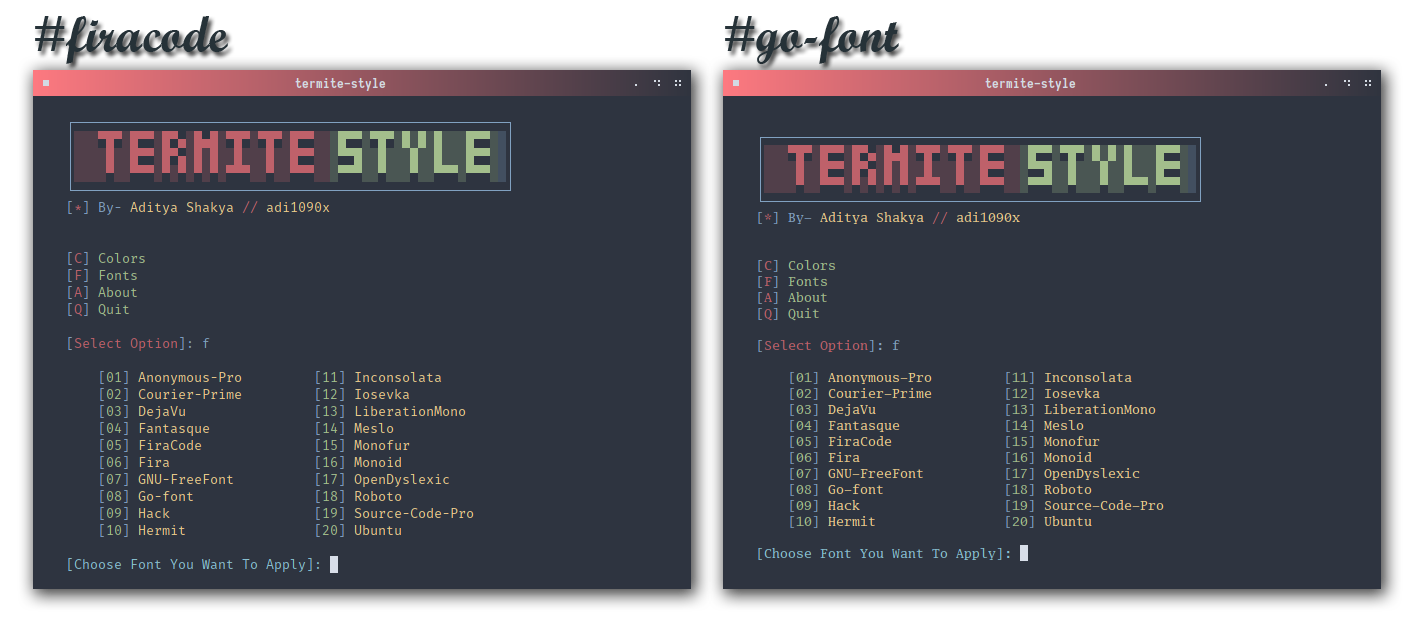 #firacode
termite-style
TERMITE STYLE
[*] By- Aditya Shakya // adi1090x
[C] Colors
[F] Fonts
[A] About
[Q] Quit
[Select Option]: f
[01] Anonymous-Pro [11] Inconsolata
[02] Courier-Prime [12] Iosevka
[03] DejaVu [13] LiberationMono
[04] Fantasque [14] Meslo
[05] FiraCode [15] Monofur
[06] Fira [16] Monoid
[07] GNU-FreeFont [17] OpenDyslexic
[08] Go-font [18] Roboto
[09] Hack [19] Source-Code-Pro
[10] Hermit [20] Ubuntu
[Choose Font You Want To Apply]:
#go-font
termite-style
TERMITE STYLE
[*] By- Aditya Shakya // adi1090x
[C] Colors
[F] Fonts
[A] About
[Q] Quit
[Select Option]: f
[01] Anonymous-Pro [11] Inconsolata
[02] Courier-Prime [12] Iosevka
[03] DejaVu [13] LiberationMono
[04] Fantasque [14] Meslo
[05] FiraCode [15] Monofur
[06] Fira [16] Monoid
[07] GNU-FreeFont [17] OpenDyslexic
[08] Go-font [18] Roboto
[09] Hack [19] Source-Code-Pro
[10] Hermit [20] Ubuntu
[Choose Font You Want To Apply]: